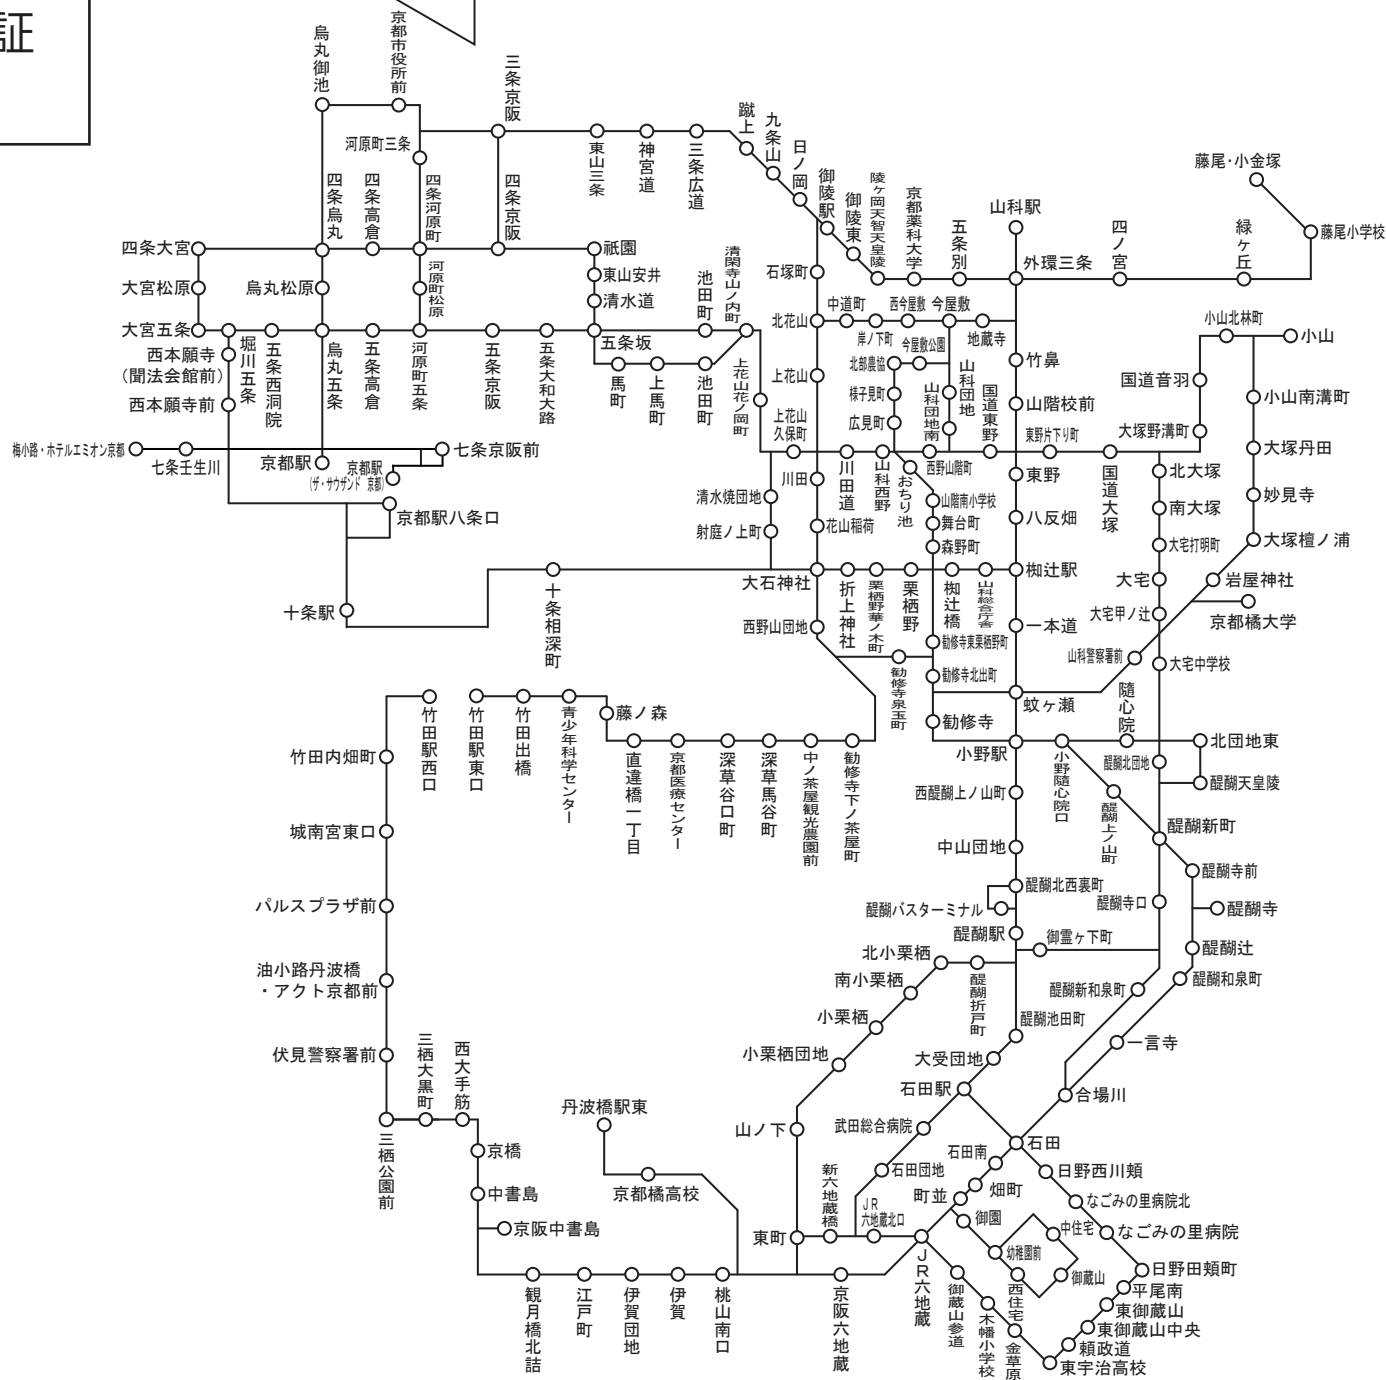 証
烏丸御池
京都市役所前
三条京阪
河原町三条
四条烏丸
四条高倉
四条河原町
四条京阪
東山三条
神宮道
三条広道
蹴上
九条山
日ノ岡
御陵駅
御陵東
陵ヶ岡天智天皇陵
京都薬科大学
五条別
山科駅
外環三条
四ノ宮
緑ヶ丘
藤尾・小金塚
藤尾小学校
四条大宮
祇園
大宮松原
烏丸松原
河原町松原
東山安井
清水道
大宮五条
五条坂
池田町
清閑寺山ノ内町
石塚町
北花山
中道町
岸ノ下町
西今屋敷
今屋敷
今屋敷公園
地蔵寺
北部農協
様子見町
広見町
山科団地
山科団地南
国道東野
西本願寺
（聞法会館前）
西本願寺前
堀川五条
五条西洞院
烏丸五条
五条高倉
河原町五条
五条京阪
五条大和大路
馬町
上馬町
池田町
上花山花ノ岡町
上花山
上花山
久保町
竹鼻
山階校前
東野片下り町
国道音羽
大塚野溝町
小山北林町
小山
小山南溝町
大塚丹田
妙見寺
大塚檀ノ浦
梅小路・ホテルエミオン京都
七条壬生川
京都駅
京都駅
（ザ・サウザンド 京都）
七条京阪前
京都駅八条口
清水焼団地
射庭ノ上町
川田
川田道
山科西野
おちり池
西野山階町
花山稲荷
山階南小学校
舞台町
森野町
東野
八反畑
国道大塚
北大塚
南大塚
大宅打明町
大宅
大宅甲ノ辻
大宅中学校
岩屋神社
京都橘大学
山科警察署前
十条駅
十条相深町
大石神社
西野山団地
折上神社
栗栖野華ノ木町
栗栖野
椥辻橋
山科総合庁舎
椥辻駅
一本道
勧修寺東栗栖野町
勧修寺北出町
勧修寺泉玉町
勧修寺
蚊ヶ瀬
小野駅
小野隨心院口
隨心院
北団地東
醍醐北団地
醍醐天皇陵
竹田駅西口
竹田駅東口
竹田出橋
青少年科学センター
藤ノ森
直違橋一丁目
京都医療センター
深草谷口町
深草馬谷町
中ノ茶屋観光農園前
勧修寺下ノ茶屋町
竹田内畑町
城南宮東口
パルスプラザ前
油小路丹波橋
・アクト京都前
伏見警察署前
西醍醐上ノ山町
中山団地
醍醐北西裏町
醍醐バスターミナル
醍醐駅
醍醐上ノ山町
醍醐新町
醍醐寺前
醍醐寺口
醍醐寺
醍醐辻
醍醐和泉町
御霊ヶ下町
醍醐新和泉町
一言寺
合場川
北小栗栖
南小栗栖
小栗栖
小栗栖団地
醍醐折戸町
醍醐池田町
大受団地
石田駅
武田総合病院
石田団地
三栖公園前
三栖大黒町
西大手筋
京橋
中書島
京阪中書島
丹波橋駅東
京都橘高校
山ノ下
東町
新六地蔵橋
ＪＲ
六地蔵北口
石田
石田南
畑町
町並
御園
幼稚園前
中住宅
御蔵山
西住宅
日野西川頬
なごみの里病院北
なごみの里病院
日野田頬町
平尾南
東御蔵山
東御蔵山中央
頼政道
東宇治高校
ＪＲ六地蔵
御蔵山参道
木幡小学校
金草原
観月橋北詰
江戸町
伊賀団地
伊賀
桃山南口
京阪六地蔵